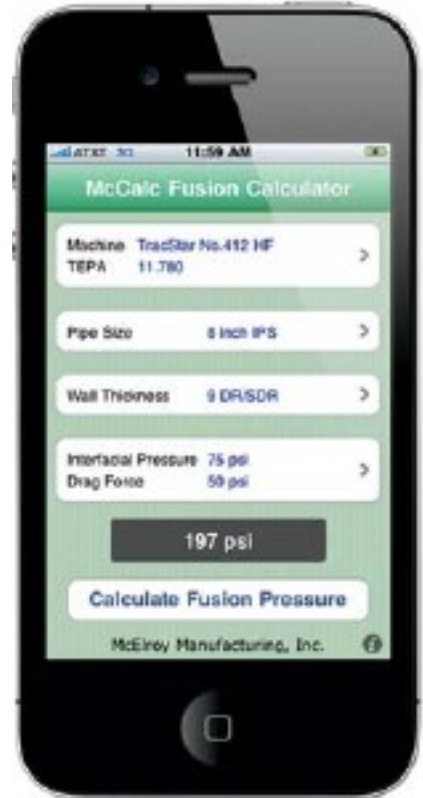 AT&T 3G 11:59 AM
McCalc Fusion Calculator
Machine TracStar No.412 HF
TEPA 11.780
Pipe Size 8 inch IPS
Wall Thickness 9 DR/SDR
Interfacial Pressure 75 psi
Drag Force 50 psi
197 psi
Calculate Fusion Pressure
McElroy Manufacturing, Inc.